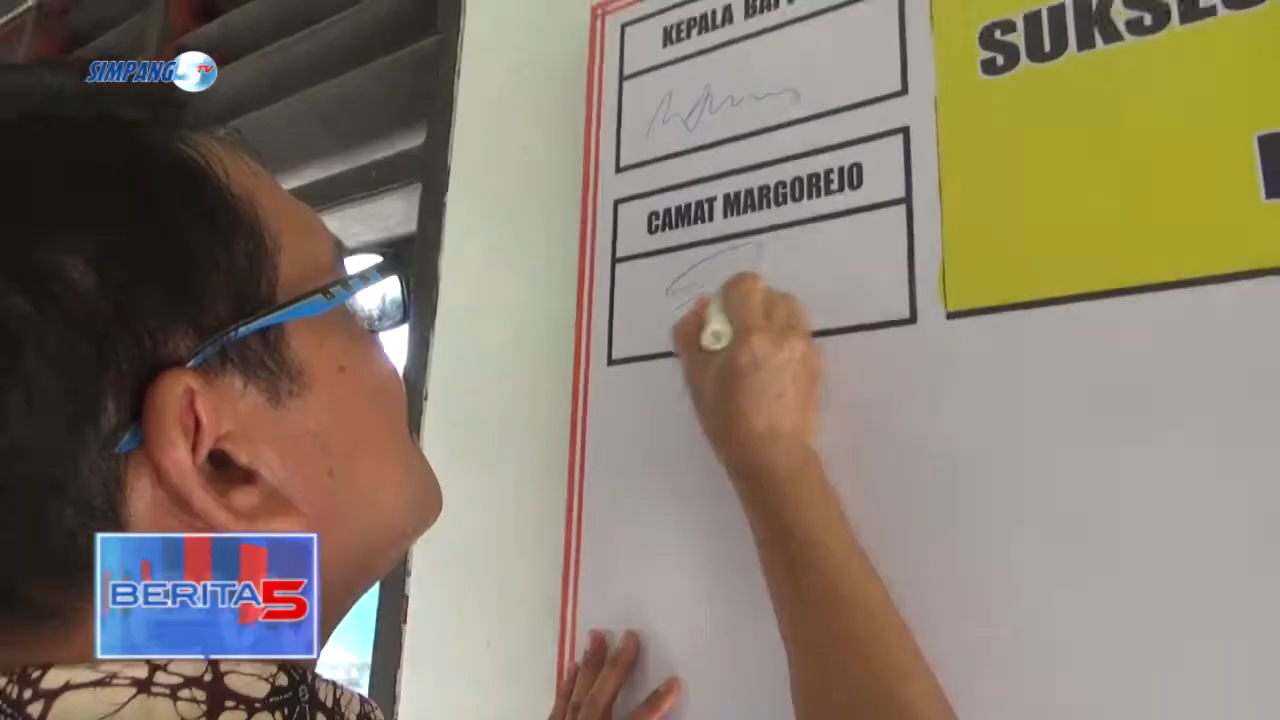 SIMPANG5 TV
KEPALA
SUKSES
CAMAT MARGOREJO
BERITA5